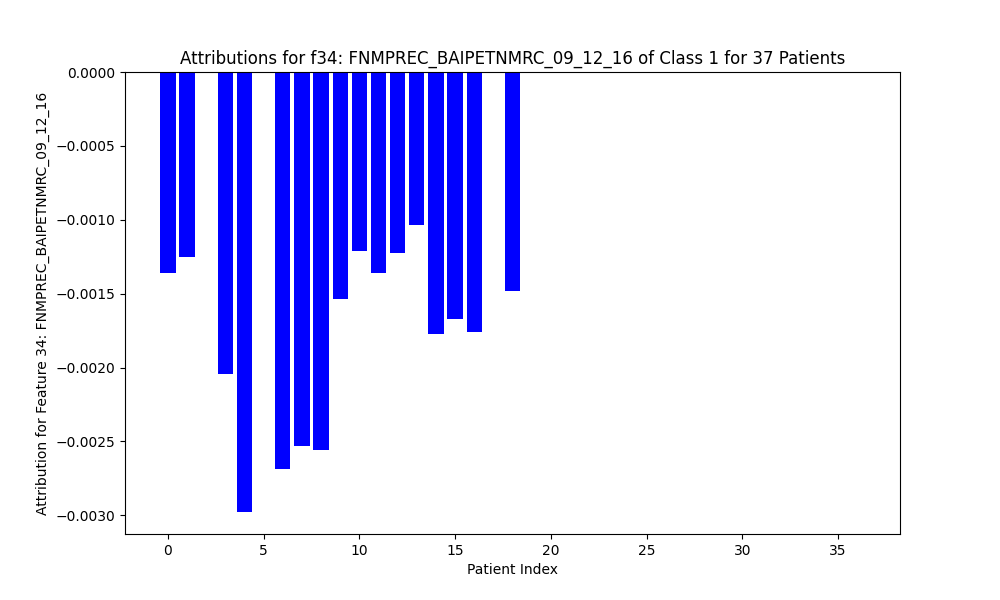 Attributions for f34: FNMPREC_BAIPETNMRC_09_12_16 of Class 1 for 37 Patients
Attribution for Feature 34: FNMPREC_BAIPETNMRC_09_12_16
0.0000
−0.0005
−0.0010
−0.0015
−0.0020
−0.0025
−0.0030
0 5 10 15 20 25 30 35
Patient Index